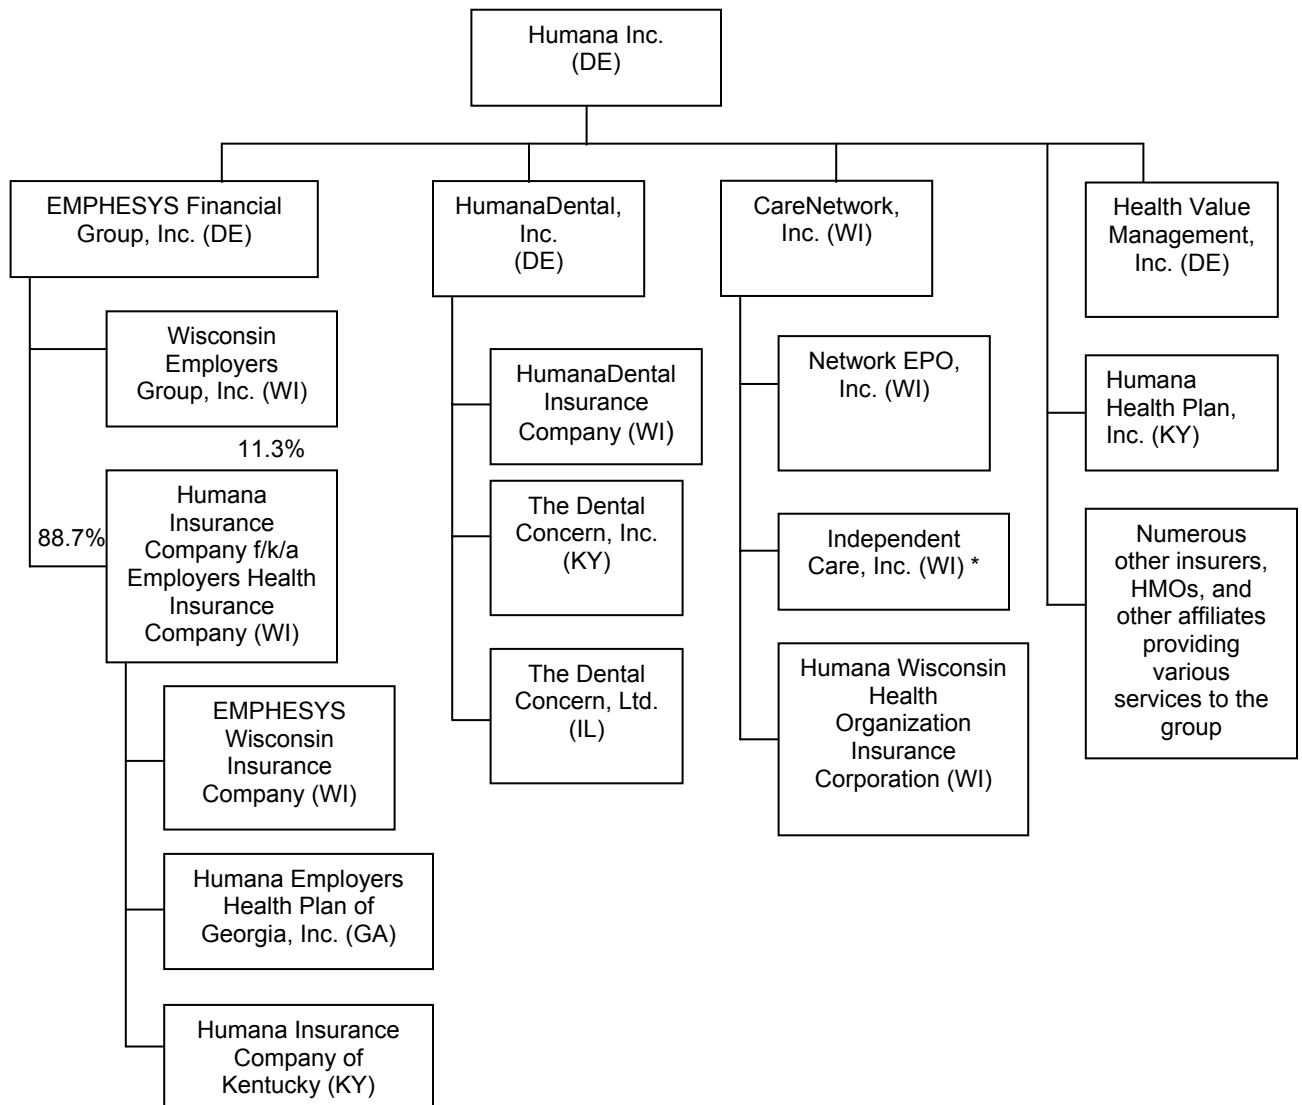 Humana Inc.
(DE)
EMPHESYS Financial
Group, Inc. (DE)
HumanaDental,
Inc.
(DE)
CareNetwork,
Inc. (WI)
Health Value
Management,
Inc. (DE)
Wisconsin
Employers
Group, Inc. (WI)
11.3%
88.7%
Humana
Insurance
Company f/k/a
Employers Health
Insurance
Company (WI)
EMPHESYS
Wisconsin
Insurance
Company (WI)
Humana Employers
Health Plan of
Georgia, Inc. (GA)
Humana Insurance
Company of
Kentucky (KY)
HumanaDental
Insurance
Company (WI)
The Dental
Concern, Inc.
(KY)
The Dental
Concern, Ltd.
(IL)
Network EPO,
Inc. (WI)
Independent
Care, Inc. (WI) *
Humana Wisconsin
Health
Organization
Insurance
Corporation (WI)
Humana
Health Plan,
Inc. (KY)
Numerous
other insurers,
HMOs, and
other affiliates
providing
various
services to the
group